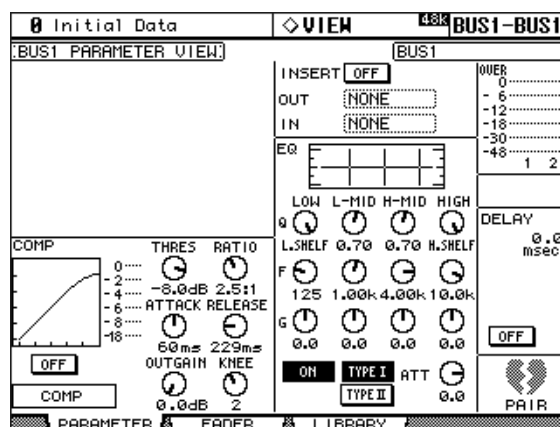 0 Initial Data
◇VIEW
48k
BUS1-BUS1
BUS1 PARAMETER VIEW
BUS1
INSERT OFF
OUT NONE
IN NONE
OVER
0
- 6
-12
-18
-30
-48
1 2
EQ
LOW L-MID H-MID HIGH
Q
L.SHELF 0.70 0.70 H.SHELF
F
125 1.00k 4.00k 10.0k
G
0.0 0.0 0.0 0.0
ON TYPE I ATT
TYPE II 0.0
DELAY
0.0
msec
OFF
PAIR
COMP
THRES RATIO
0
- 2
- 4
- 6
- 8
-18
-8.0dB 2.5:1
ATTACK RELEASE
60ms 229ms
OUTGAIN KNEE
0.0dB 2
OFF
COMP
PARAMETER FADER LIBRARY